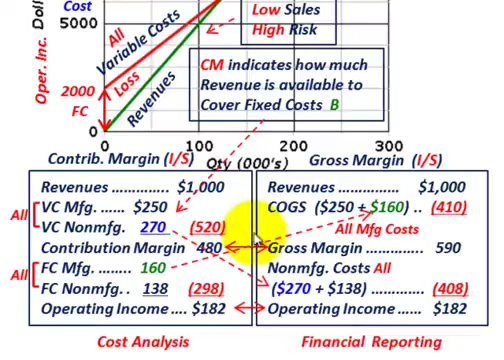 Cost
Oper. Inc. Doll
5000
2000
FC
0
All
Variable Costs
Loss
Revenues
Low Sales
High Risk
CM indicates how much
Revenue is available to
Cover Fixed Costs B
0 100 200 300
Qty (000's)
Contrib. Margin (I/S)
Revenues ............. $1,000
All
VC Mfg. ...... $250
VC Nonmfg. 270 (520)
Contribution Margin 480
All
FC Mfg. ........ 160
FC Nonmfg. . 138 (298)
Operating Income .... $182
Cost Analysis
Gross Margin (I/S)
Revenues ............... $1,000
COGS ($250 + $160) .. (410)
All Mfg Costs
Gross Margin .............. 590
Nonmfg. Costs All
($270 + $138) ............. (408)
Operating Income ...... $182
Financial Reporting